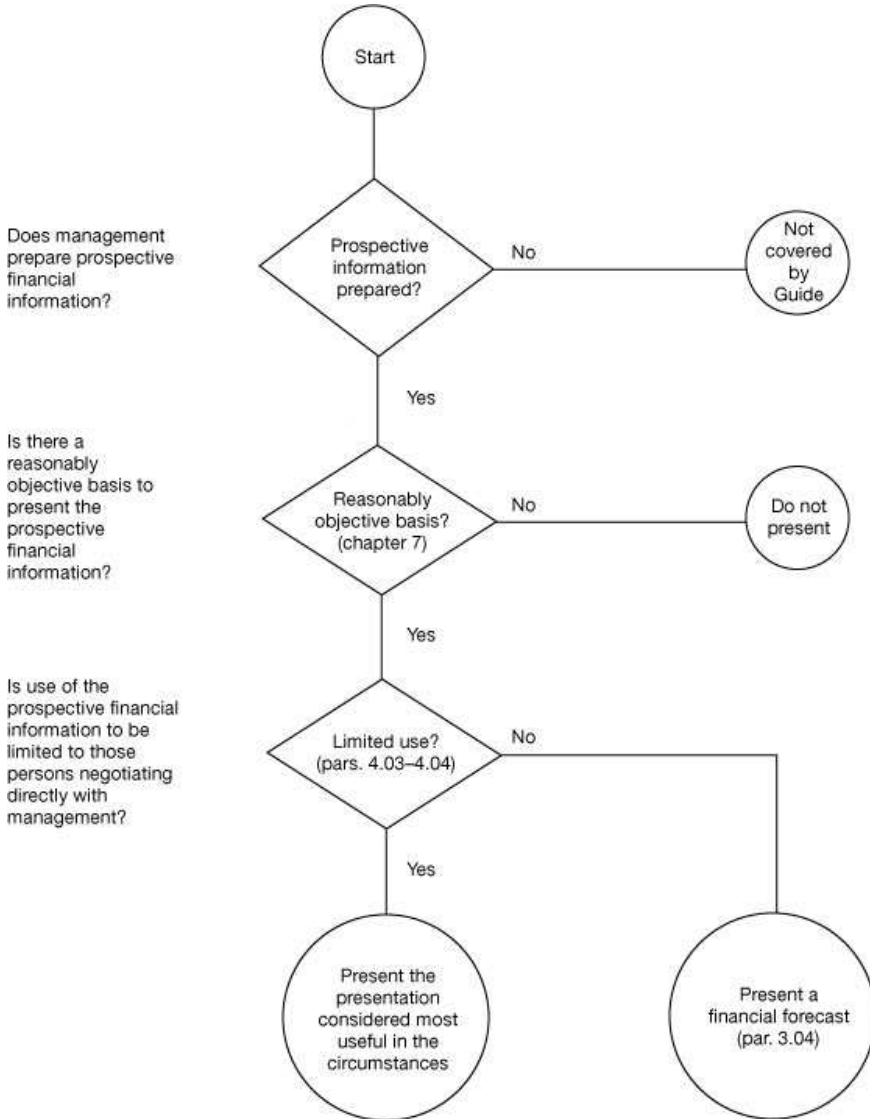 Start
Does management
prepare prospective
financial
information?
Prospective
information
prepared?
No
Not
covered
by
Guide
Yes
Is there a
reasonably
objective basis to
present the
prospective
financial
information?
Reasonably
objective basis?
(chapter 7)
No
Do not
present
Yes
Is use of the
prospective financial
information to be
limited to those
persons negotiating
directly with
management?
Limited use?
(pars. 4.03–4.04)
No
Yes
Present the
presentation
considered most
useful in the
circumstances
Present a
financial forecast
(par. 3.04)